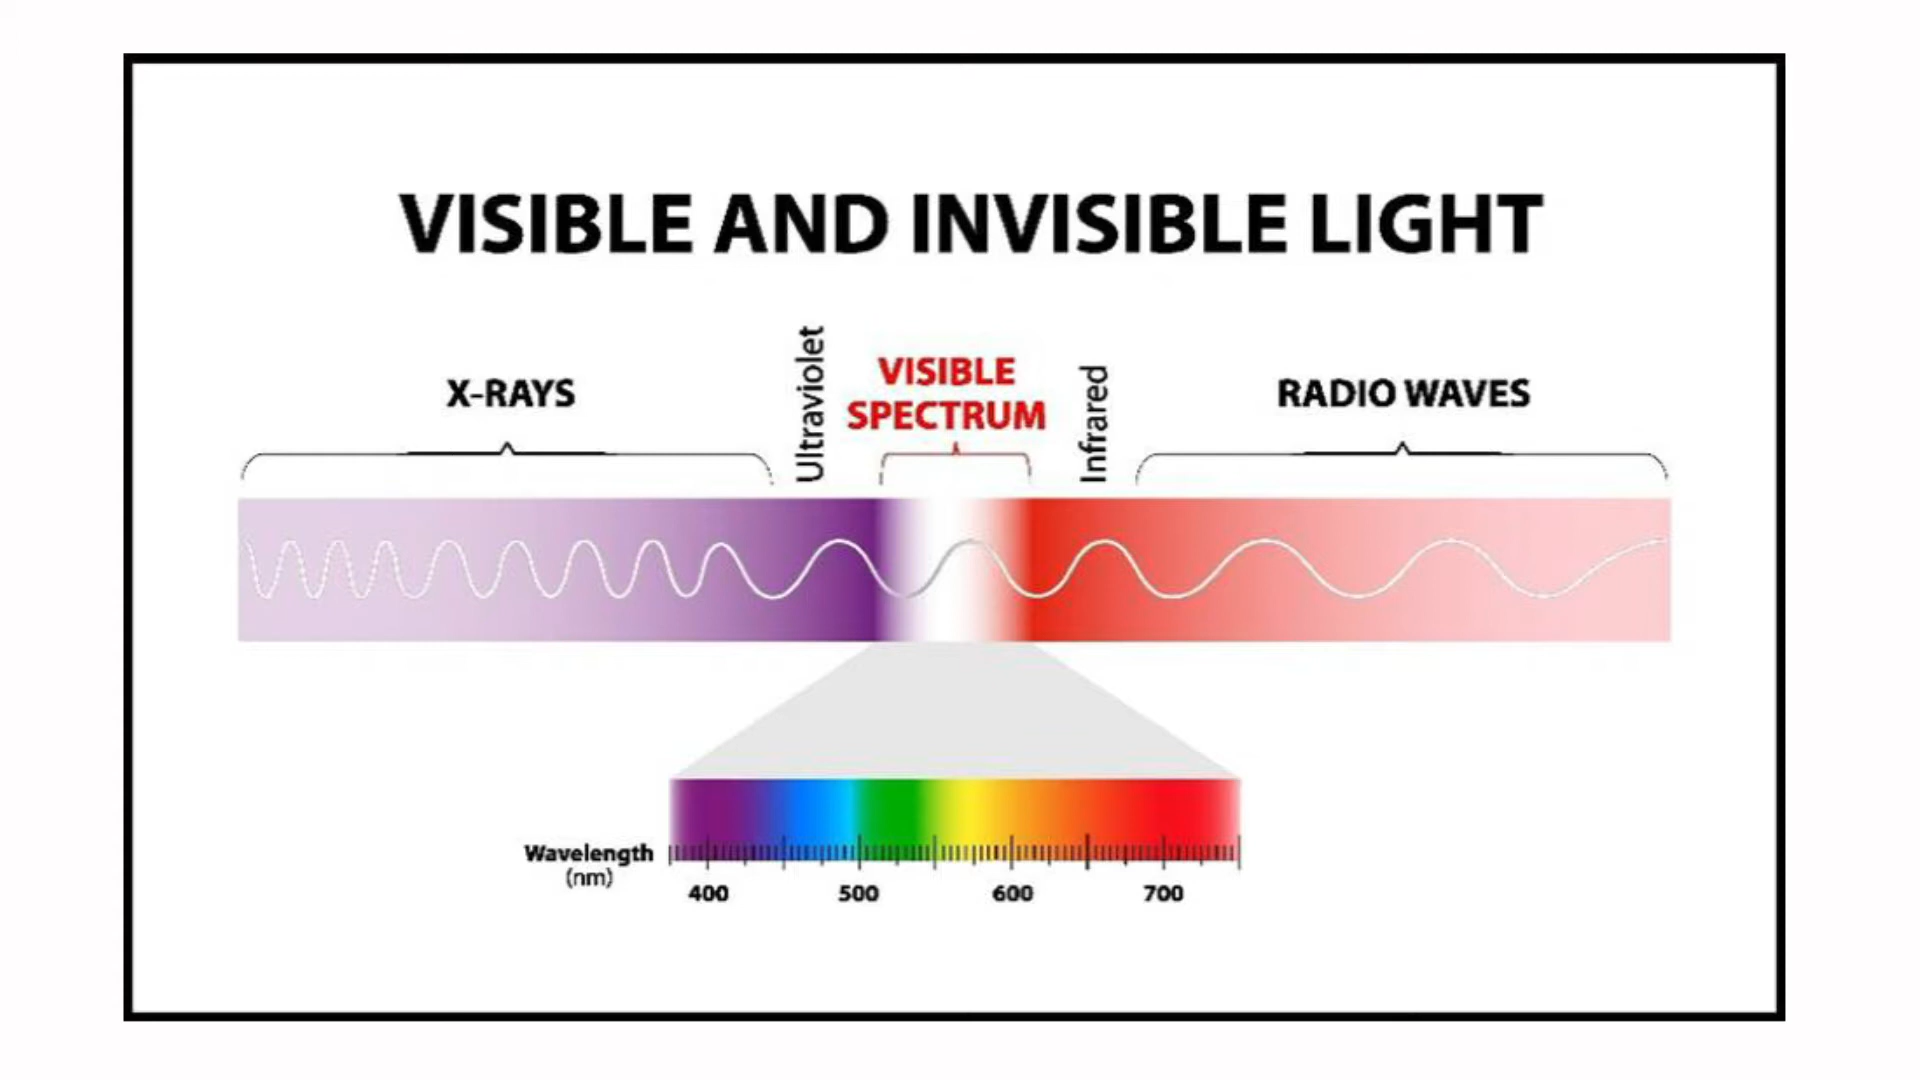 VISIBLE AND INVISIBLE LIGHT
X-RAYS
Ultraviolet
VISIBLE
SPECTRUM
Infrared
RADIO WAVES
Wavelength
(nm)
400 500 600 700